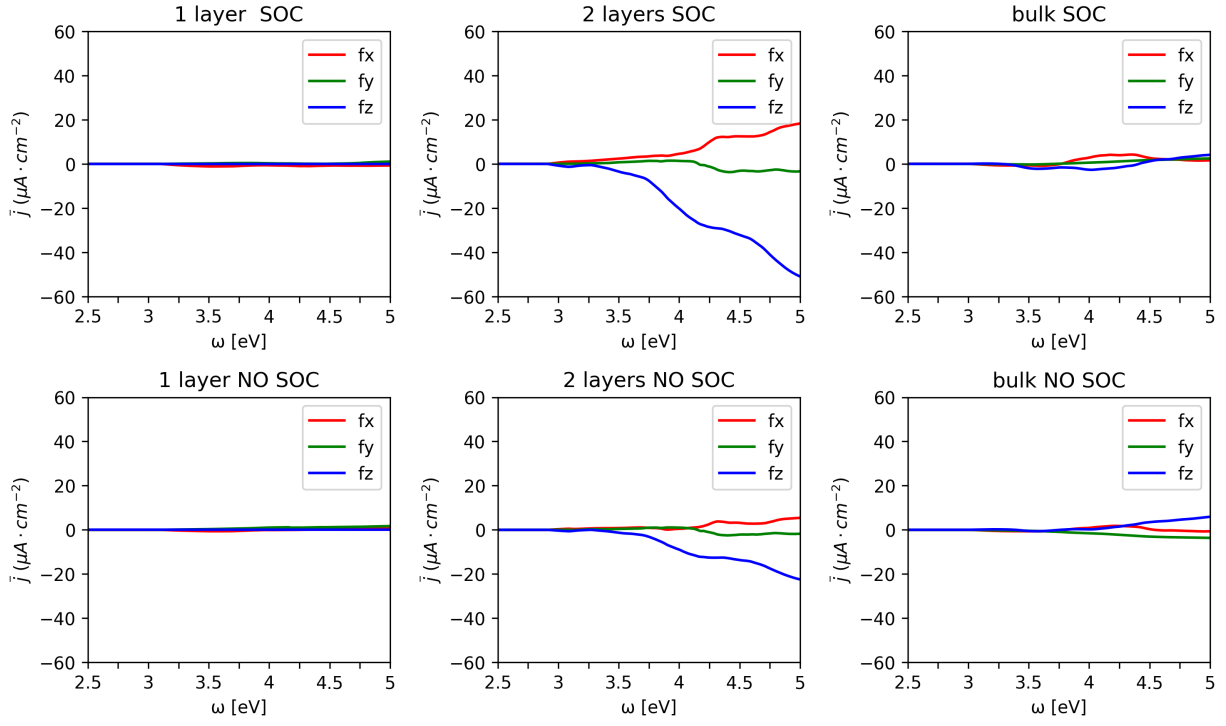 1 layer  SOC
60
40
20
0
−20
−40
−60
j̄ (μA · cm⁻²)
2.5 3 3.5 4 4.5 5
ω [eV]
fx
fy
fz
2 layers SOC
60
40
20
0
−20
−40
−60
j̄ (μA · cm⁻²)
2.5 3 3.5 4 4.5 5
ω [eV]
fx
fy
fz
bulk SOC
60
40
20
0
−20
−40
−60
j̄ (μA · cm⁻²)
2.5 3 3.5 4 4.5 5
ω [eV]
fx
fy
fz
1 layer NO SOC
60
40
20
0
−20
−40
−60
j̄ (μA · cm⁻²)
2.5 3 3.5 4 4.5 5
ω [eV]
fx
fy
fz
2 layers NO SOC
60
40
20
0
−20
−40
−60
j̄ (μA · cm⁻²)
2.5 3 3.5 4 4.5 5
ω [eV]
fx
fy
fz
bulk NO SOC
60
40
20
0
−20
−40
−60
j̄ (μA · cm⁻²)
2.5 3 3.5 4 4.5 5
ω [eV]
fx
fy
fz